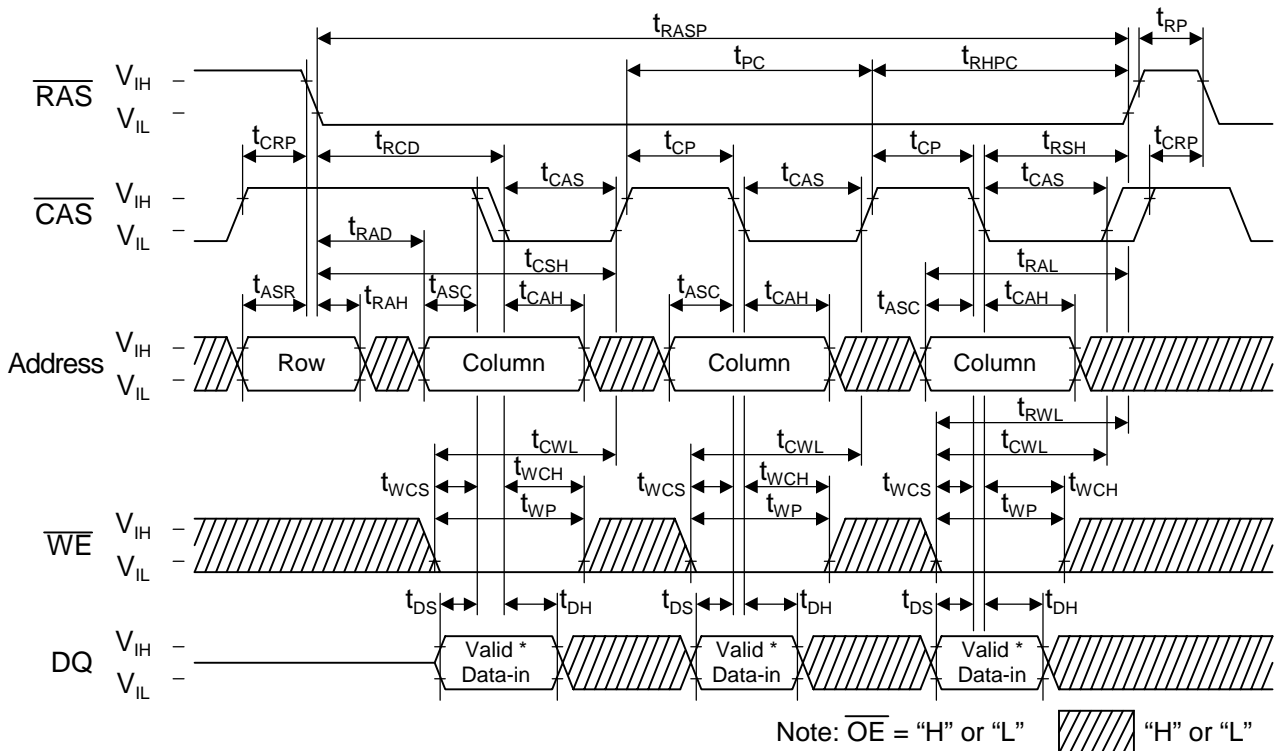 tRASP tRP
tPC tRHPC
RAS VIH
VIL
tCRP tRCD tCP tCP tRSH tCRP
tCAS tCAS tCAS
CAS VIH
VIL
tRAD
tCSH tRAL
tASR tRAH tASC tCAH tASC tCAH tASC tCAH
Address VIH
VIL
Row Column Column Column
tRWL
tCWL tCWL tCWL
tWCS tWCH tWCS tWCH tWCS tWCH
tWP tWP tWP
WE VIH
VIL
tDS tDH tDS tDH tDS tDH
DQ VIH
VIL
Valid * Valid * Valid *
Data-in Data-in Data-in
Note: OE = “H” or “L” “H” or “L”